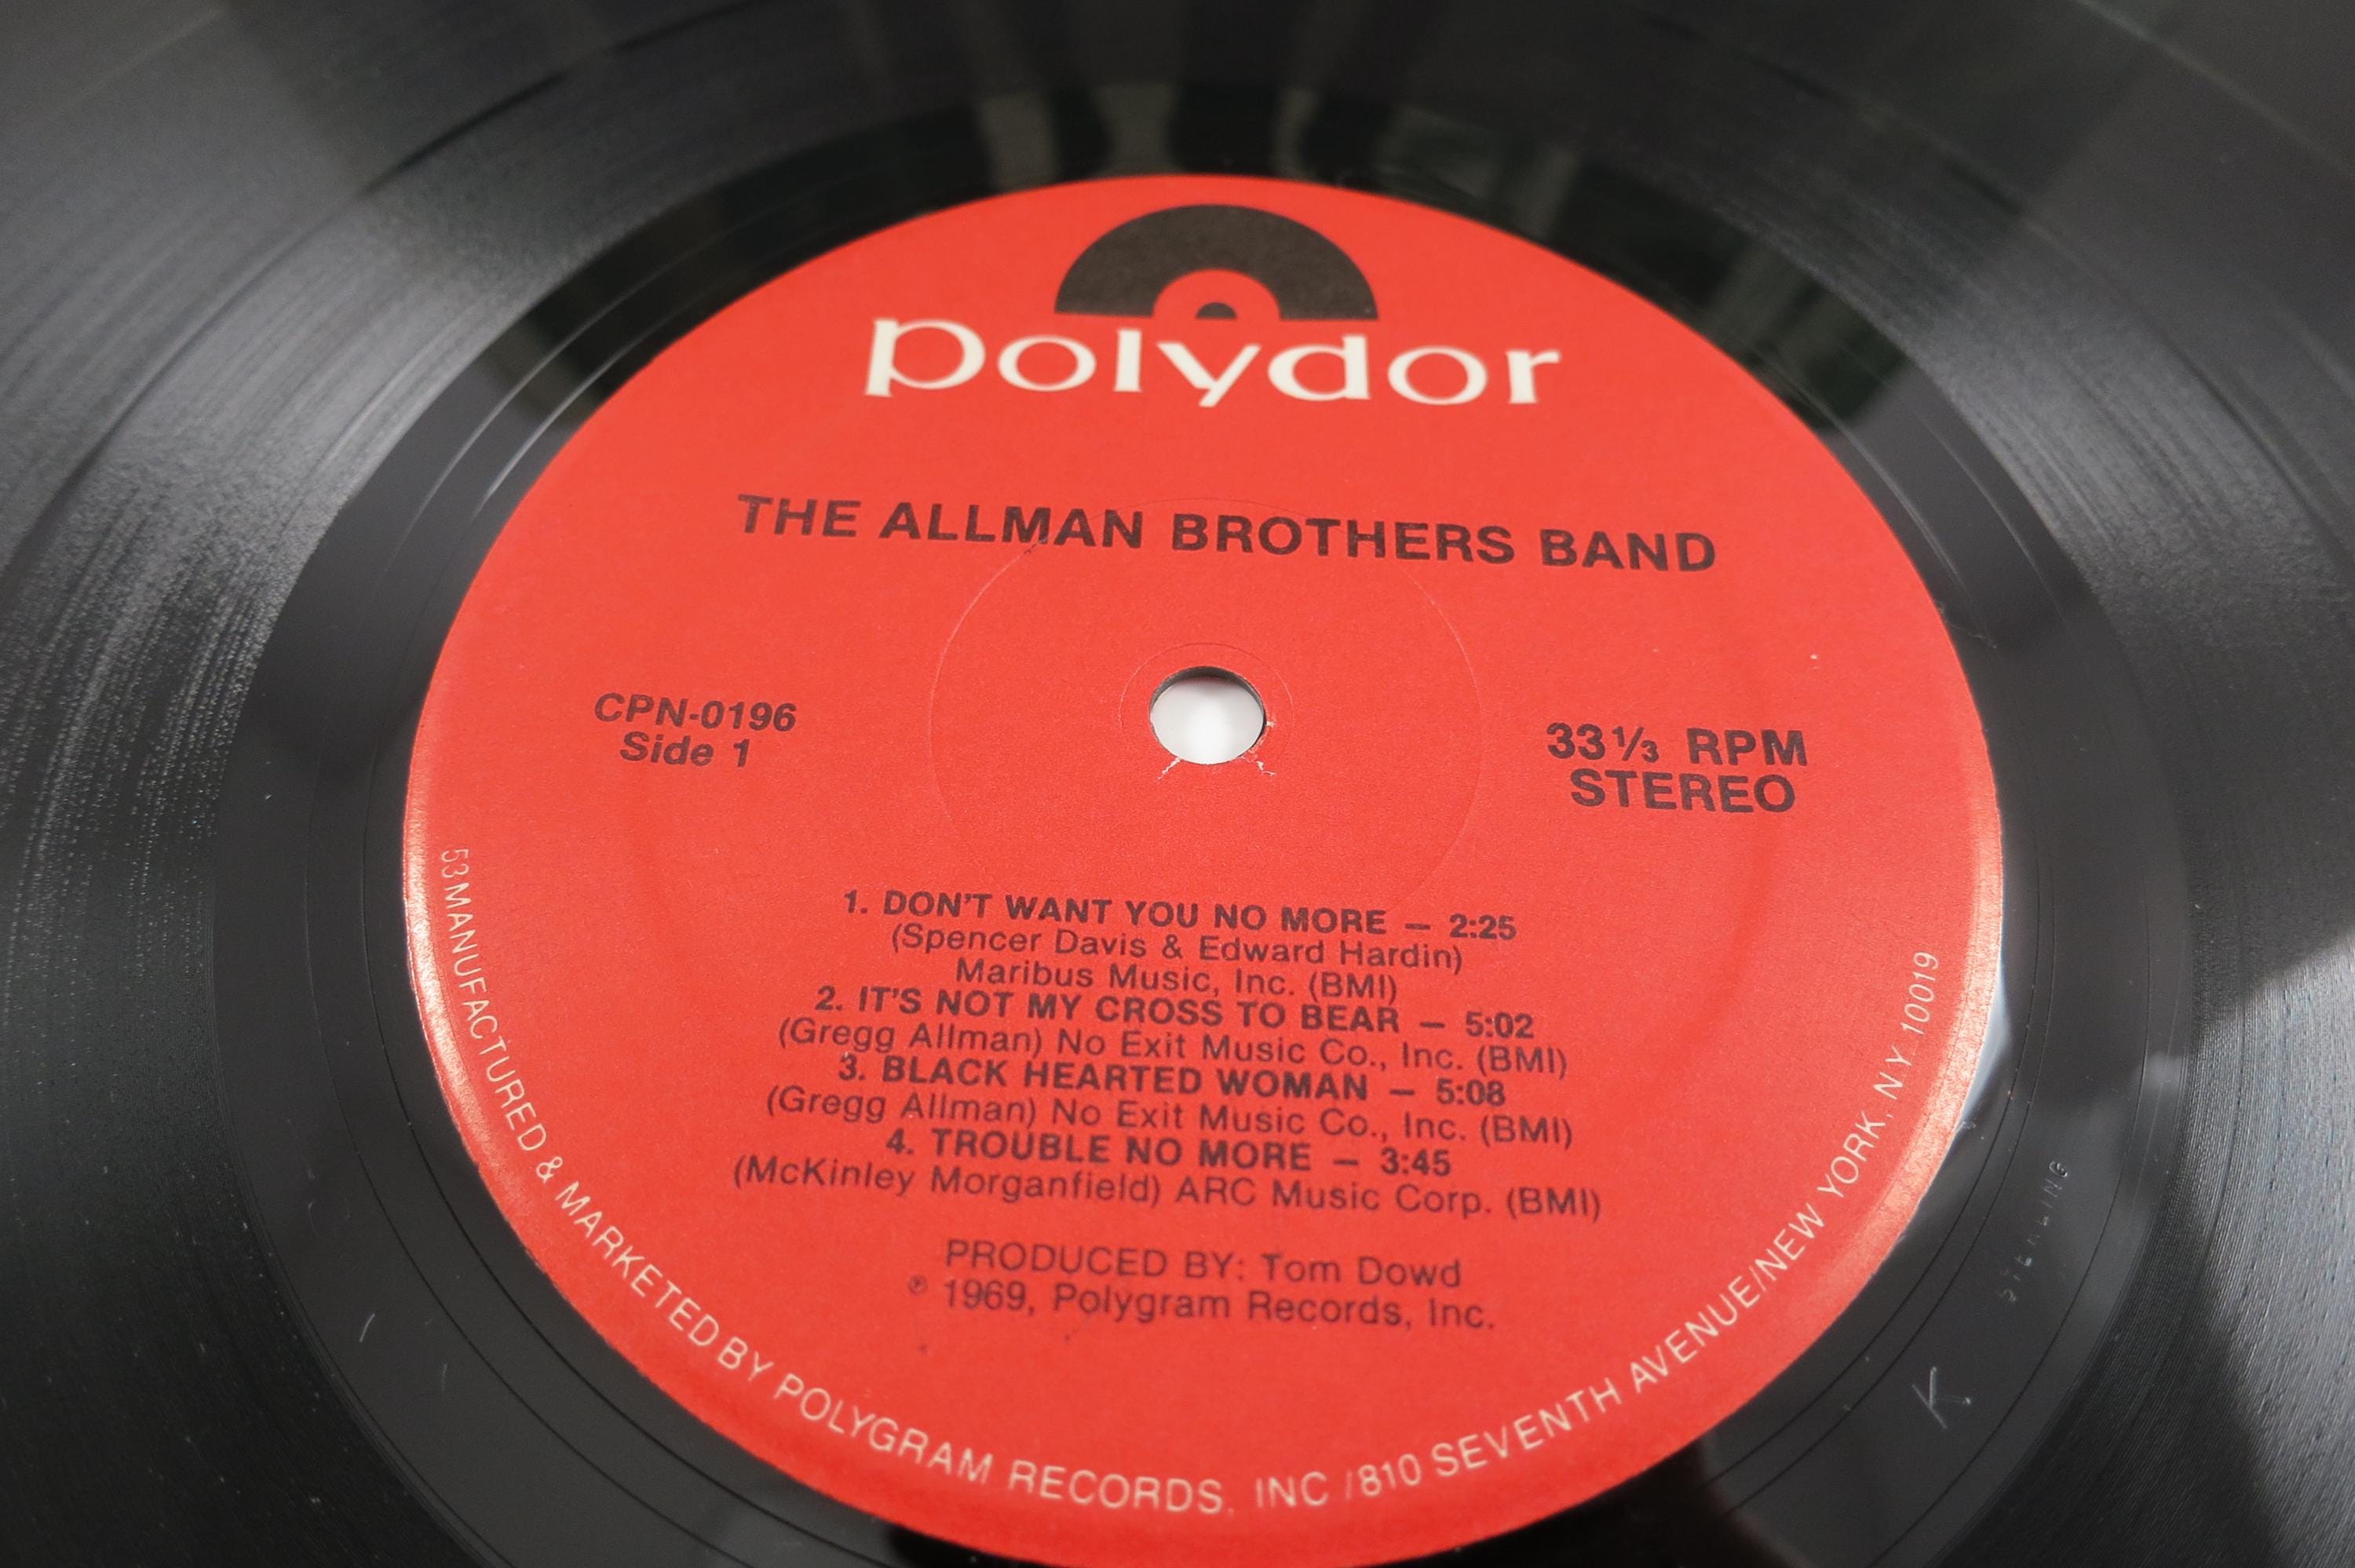 polydor
THE ALLMAN BROTHERS BAND
CPN-0196
Side 1
33⅓ RPM
STEREO
1. DON'T WANT YOU NO MORE — 2:25
(Spencer Davis & Edward Hardin)
Maribus Music, Inc. (BMI)
2. IT'S NOT MY CROSS TO BEAR — 5:02
(Gregg Allman) No Exit Music Co., Inc. (BMI)
3. BLACK HEARTED WOMAN — 5:08
(Gregg Allman) No Exit Music Co., Inc. (BMI)
4. TROUBLE NO MORE — 3:45
(McKinley Morganfield) ARC Music Corp. (BMI)
PRODUCED BY: Tom Dowd
℗ 1969, Polygram Records, Inc.
53 MANUFACTURED & MARKETED BY POLYGRAM RECORDS, INC /810 SEVENTH AVENUE/NEW YORK, NY 10019
STERLING
K